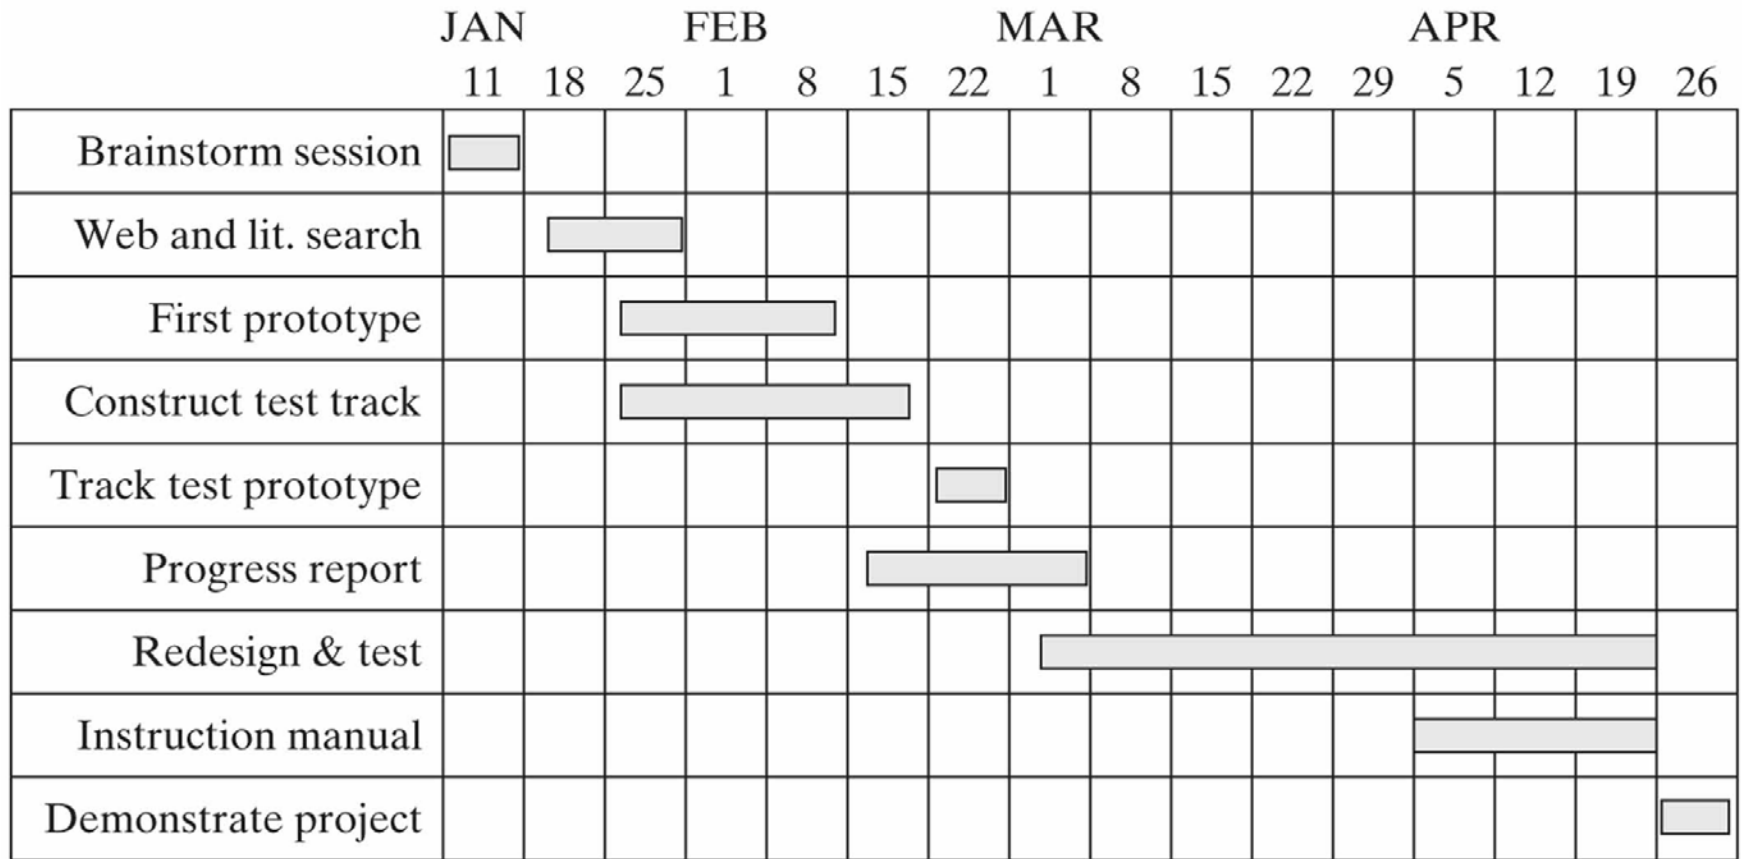 JAN FEB MAR APR
11 18 25 1 8 15 22 1 8 15 22 29 5 12 19 26
Brainstorm session
Web and lit. search
First prototype
Construct test track
Track test prototype
Progress report
Redesign & test
Instruction manual
Demonstrate project